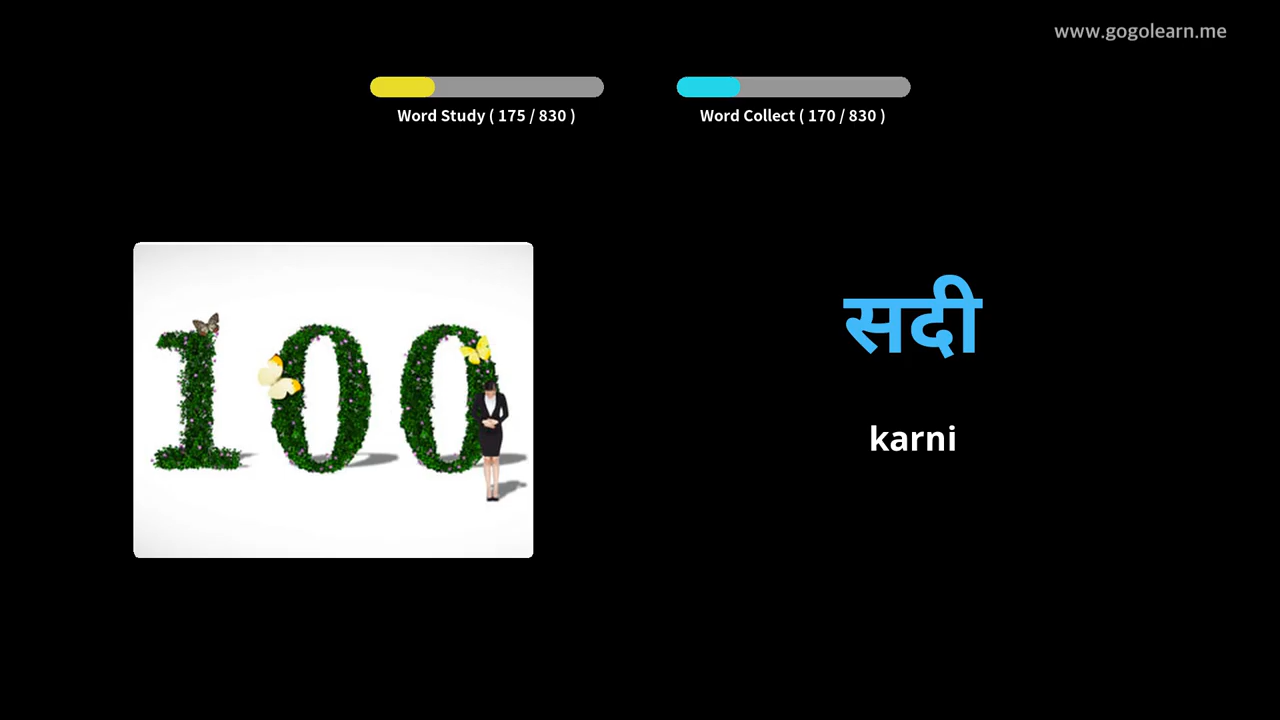 www.gogolearn.me
Word Study ( 175 / 830 )
Word Collect ( 170 / 830 )
100
सदी
karni